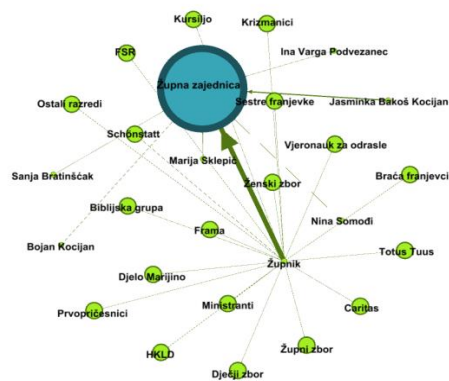 Kursiljo
Krizmanici
FSR
Ina Varga Podvezanec
Župna zajednica
Ostali razredi
Sestre franjevke
Jasminka Bakoš Kocijan
Schönstatt
Vjeronauk za odrasle
Marija Sklepić
Sanja Bratinšćak
Ženski zbor
Braća franjevci
Biblijska grupa
Nina Somođi
Frama
Bojan Kocijan
Totus Tuus
Župnik
Djelo Marijino
Ministranti
Caritas
Prvopričesnici
Župni zbor
HKLD
Dječji zbor